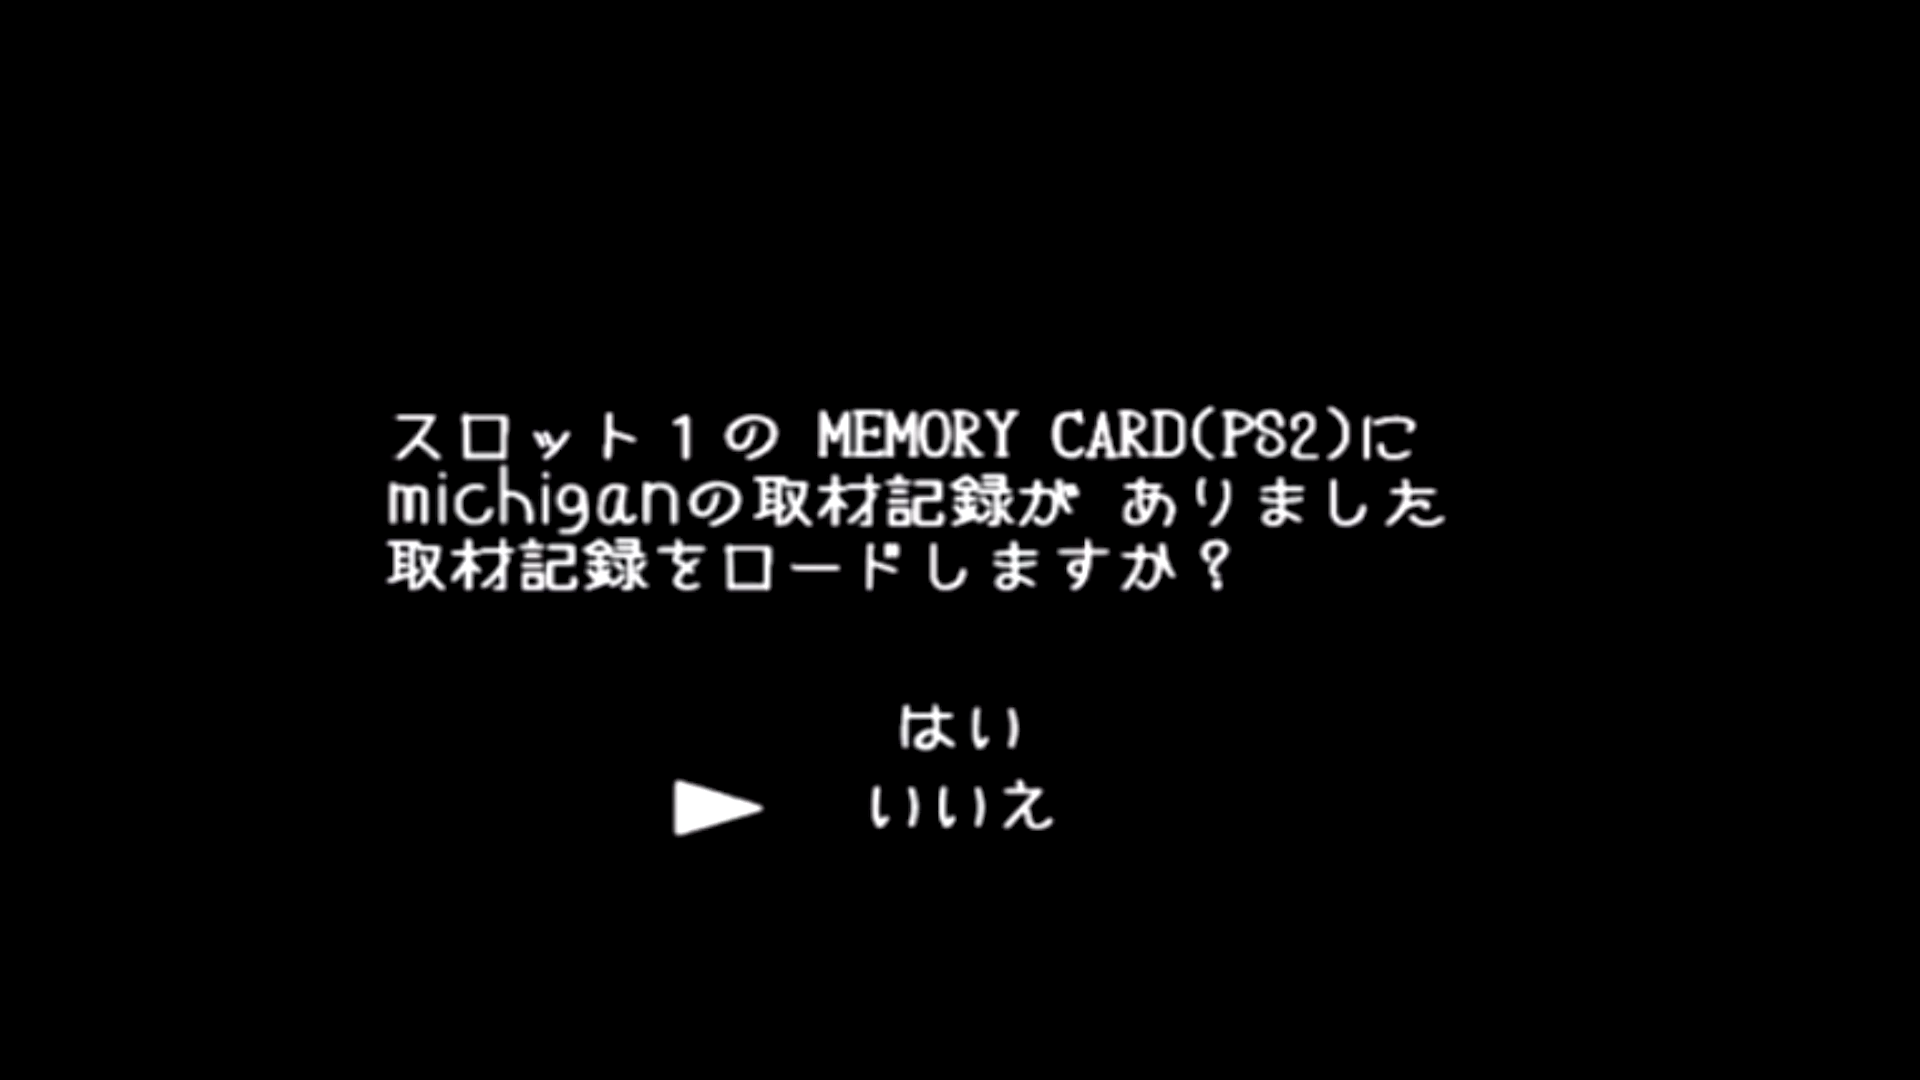 スロット１の MEMORY CARD(PS2)に
michiganの取材記録が ありました
取材記録をロードしますか？
はい
いいえ